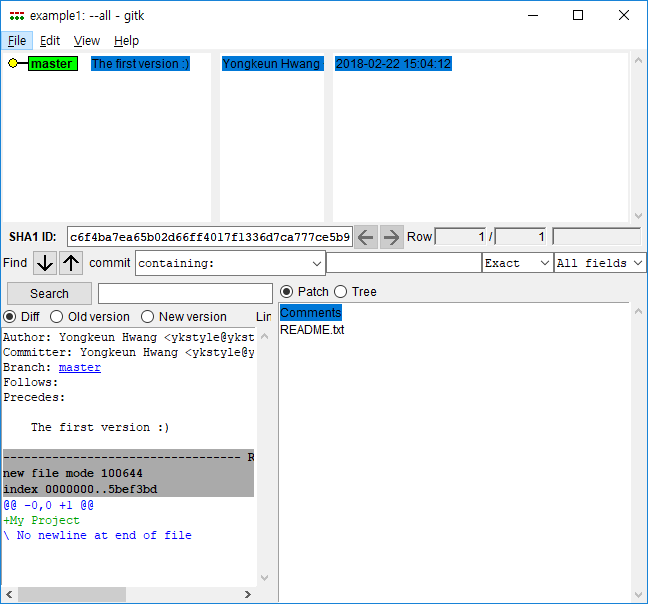 example1: --all - gitk
File Edit View Help
master The first version :) Yongkeun Hwang 2018-02-22 15:04:12
SHA1 ID: c6f4ba7ea65b02d66ff4017f1336d7ca777ce5b9 Row 1 / 1
Find commit containing: Exact All fields
Search
Patch Tree
Diff Old version New version Lin
Comments
README.txt
Author: Yongkeun Hwang <ykstyle@ykst
Committer: Yongkeun Hwang <ykstyle@y
Branch: master
Follows:
Precedes:
The first version :)
---------------------------------- R
new file mode 100644
index 0000000..5bef3bd
@@ -0,0 +1 @@
+My Project
\ No newline at end of file